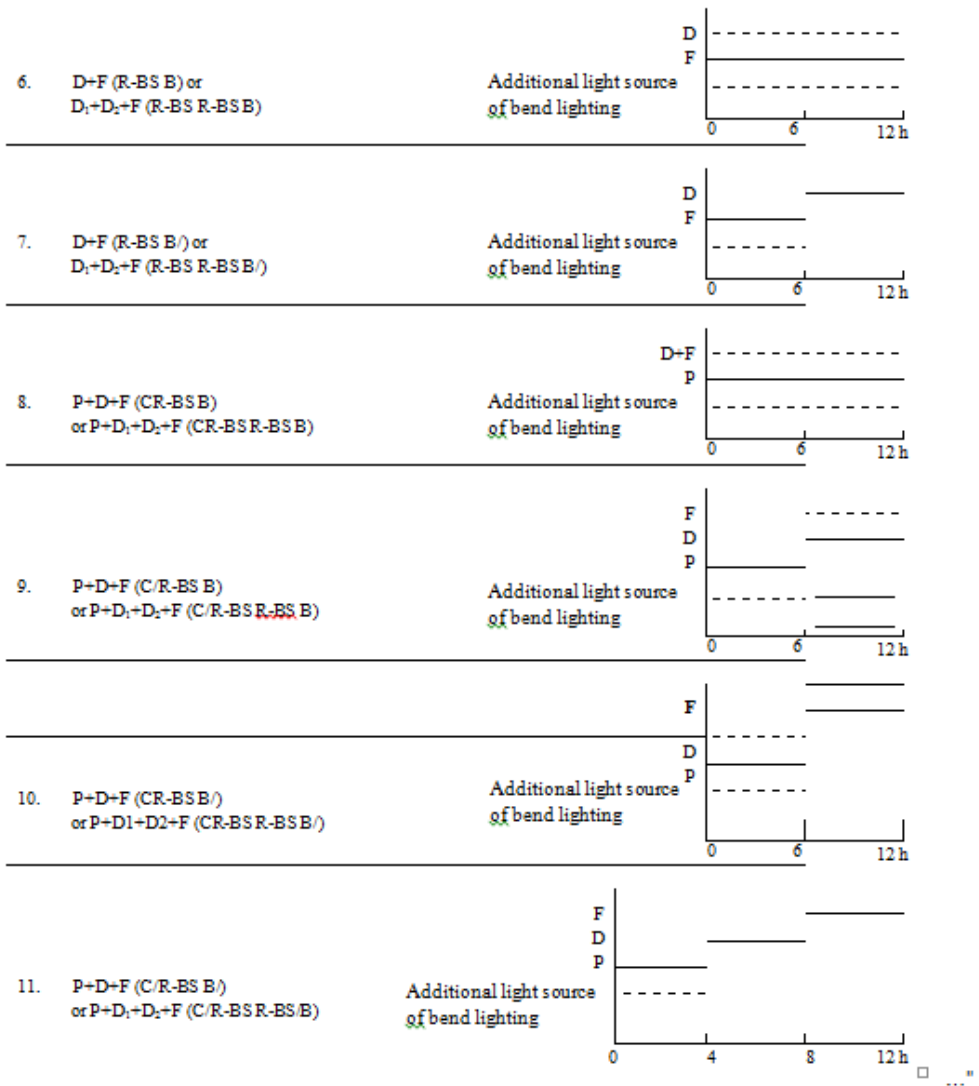 D
F
6. D+F (R-BS B) or Additional light source
D₁+D₂+F (R-BS R-BS B) of bend lighting
0 6 12 h
D
F
7. D+F (R-BS B/) or Additional light source
D₁+D₂+F (R-BS R-BS B/) of bend lighting
0 6 12 h
D+F
P
8. P+D+F (CR-BS B) Additional light source
or P+D₁+D₂+F (CR-BS R-BS B) of bend lighting
0 6 12 h
F
D
P
9. P+D+F (C/R-BS B) Additional light source
or P+D₁+D₂+F (C/R-BS R-BS B) of bend lighting
0 6 12 h
F
D
P
10. P+D+F (CR-BS B/) Additional light source
or P+D1+D2+F (CR-BS R-BS B/) of bend lighting
0 6 12 h
F
D
P
11. P+D+F (C/R-BS B/) Additional light source
or P+D₁+D₂+F (C/R-BS R-BS/B) of bend lighting
0 4 8 12 h
..."